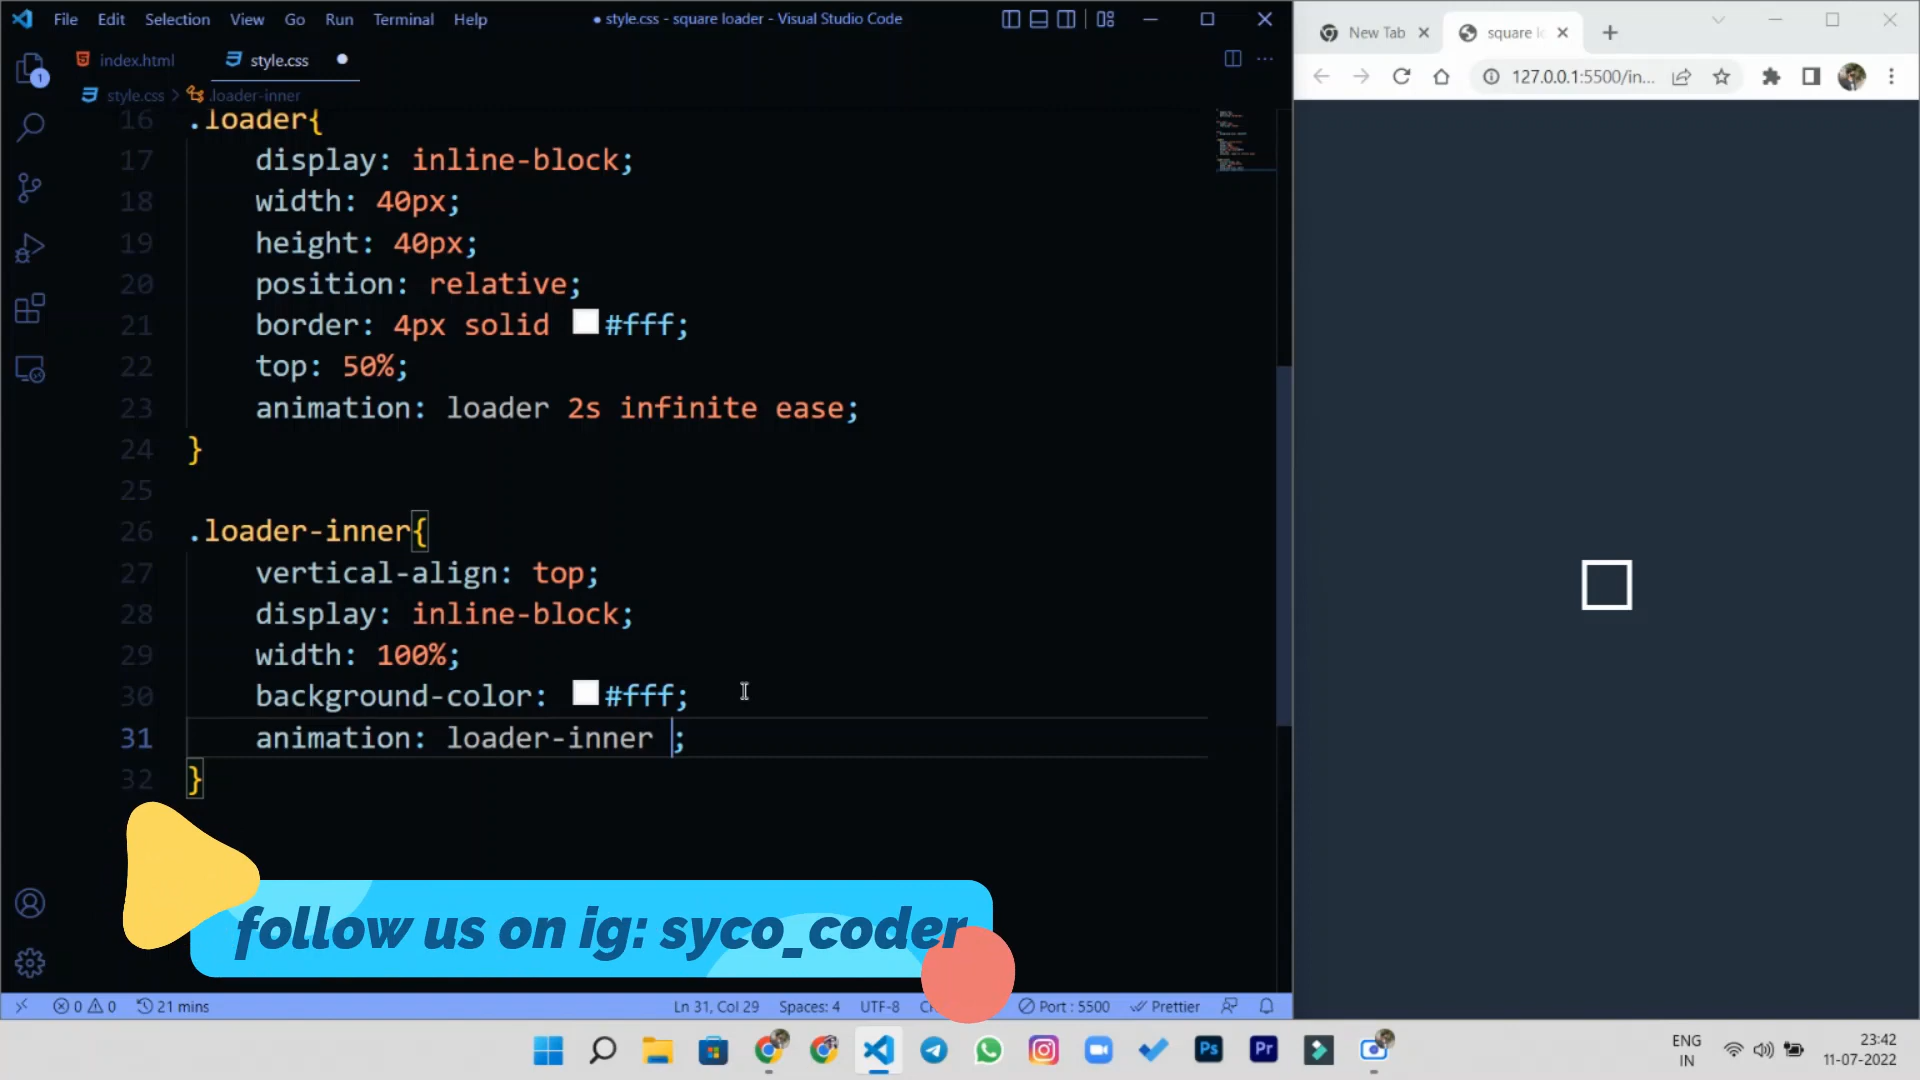 File Edit Selection View Go Run Terminal Help
● style.css - square loader - Visual Studio Code
index.html
style.css
style.css > .loader-inner
16 .loader{
17 display: inline-block;
18 width: 40px;
19 height: 40px;
20 position: relative;
21 border: 4px solid #fff;
22 top: 50%;
23 animation: loader 2s infinite ease;
24 }
25
26 .loader-inner{
27 vertical-align: top;
28 display: inline-block;
29 width: 100%;
30 background-color: #fff;
31 animation: loader-inner ;
32 }
follow us on ig: syco_coder
1
0 0 21 mins
Ln 31, Col 29 Spaces: 4 UTF-8 Port : 5500 Prettier
New Tab
square l
127.0.0.1:5500/in...
Ps
Pr
ENG
IN
23:42
11-07-2022